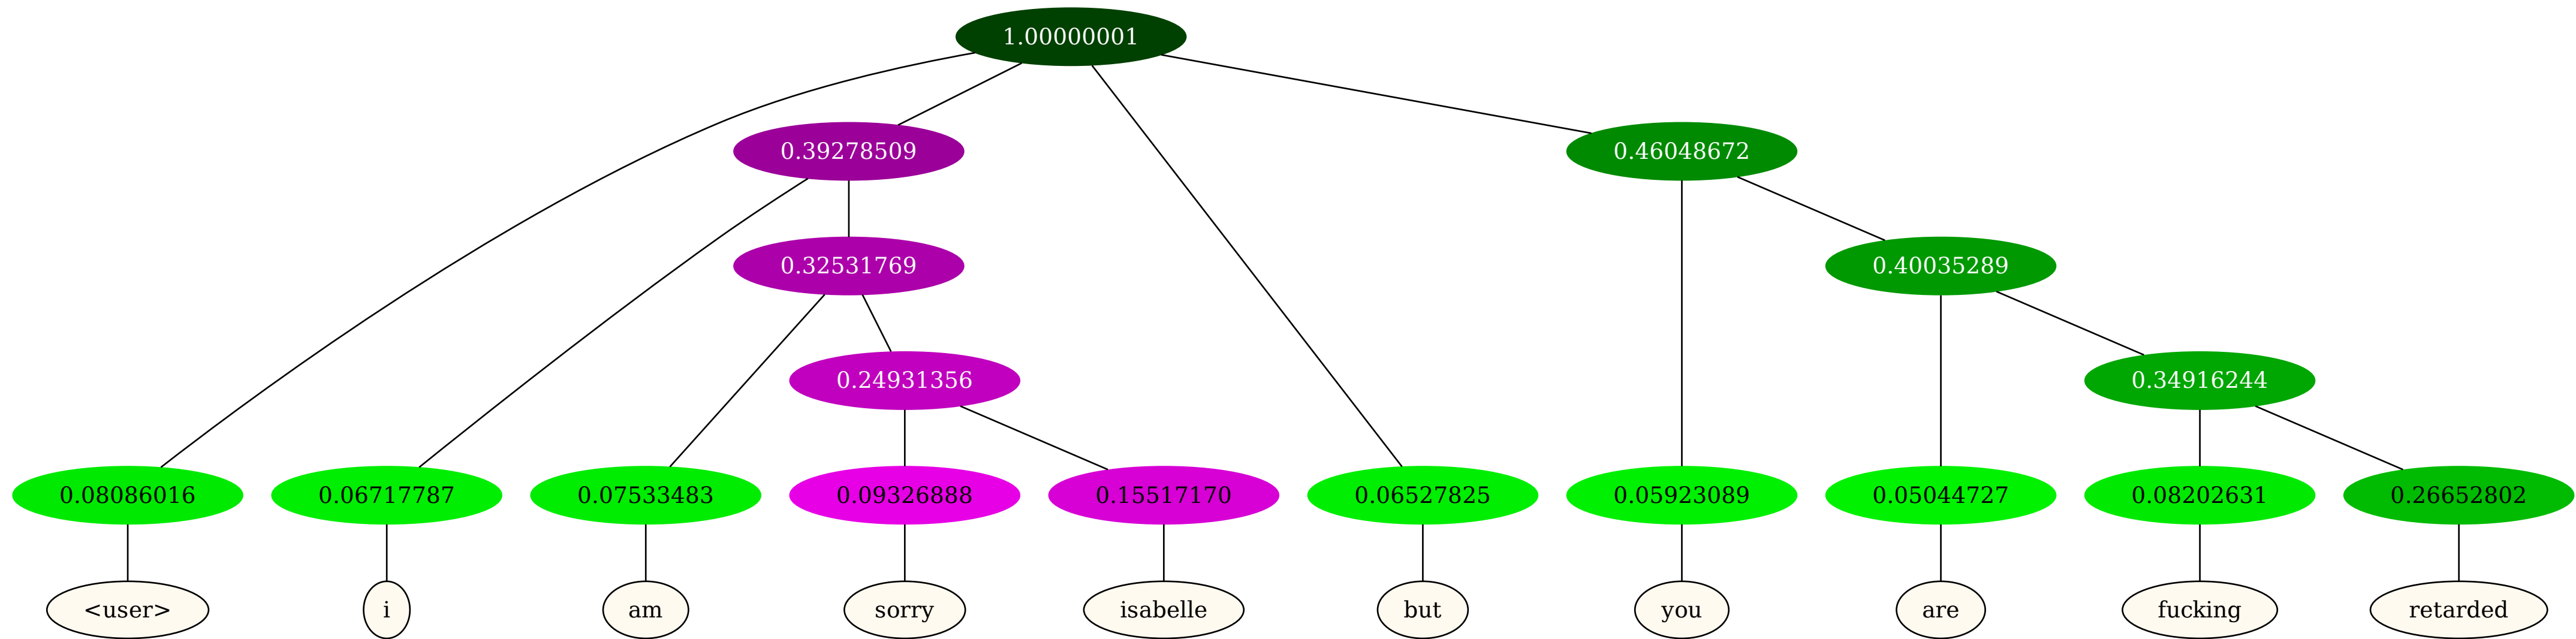 1.00000001
0.39278509 0.46048672
0.32531769 0.40035289
0.24931356 0.34916244
0.08086016 0.06717787 0.07533483 0.09326888 0.15517170 0.06527825 0.05923089 0.05044727 0.08202631 0.26652802
<user> i am sorry isabelle but you are fucking retarded